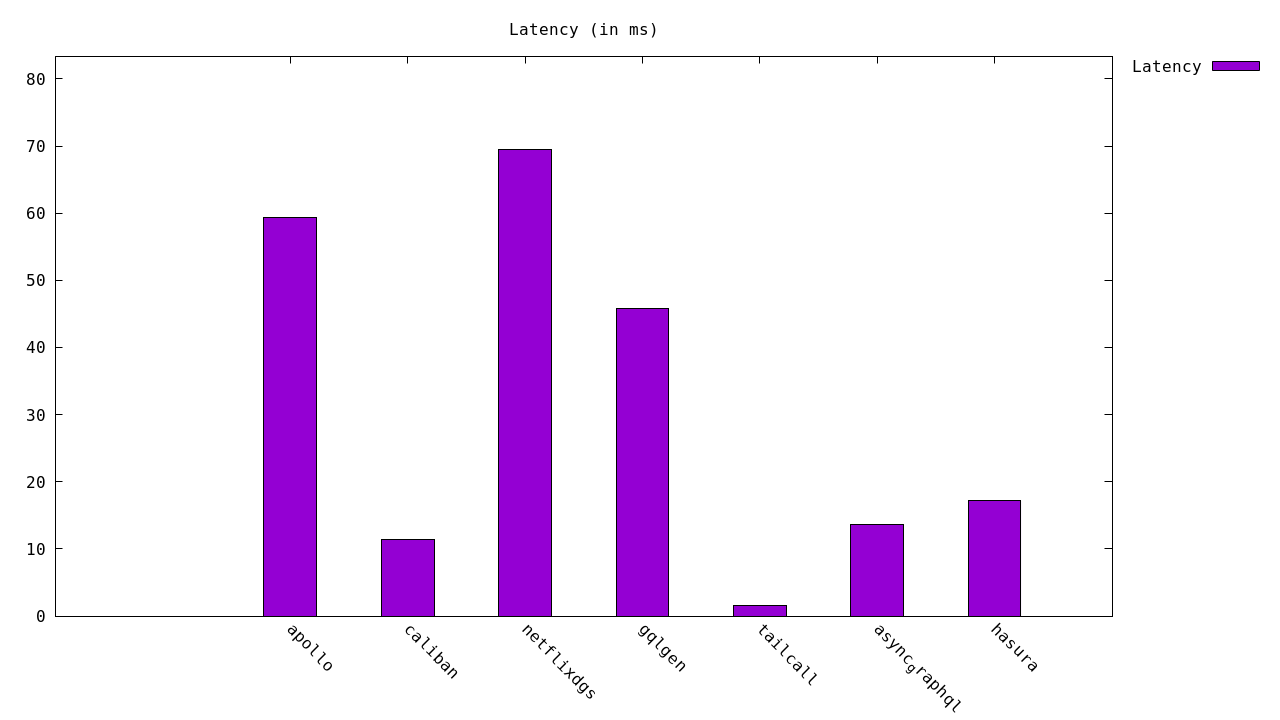 Latency (in ms)
Latency
80
70
60
50
40
30
20
10
0
apollo
caliban
netflixdgs
gqlgen
tailcall
asyncgraphql
hasura